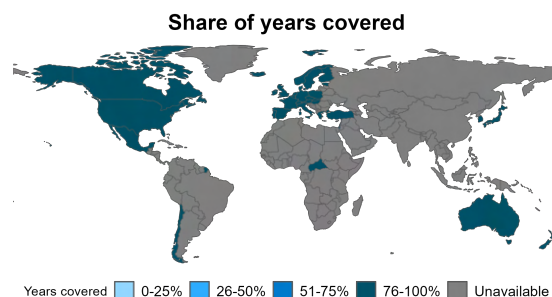 Share of years covered
Years covered 0-25% 26-50% 51-75% 76-100% Unavailable